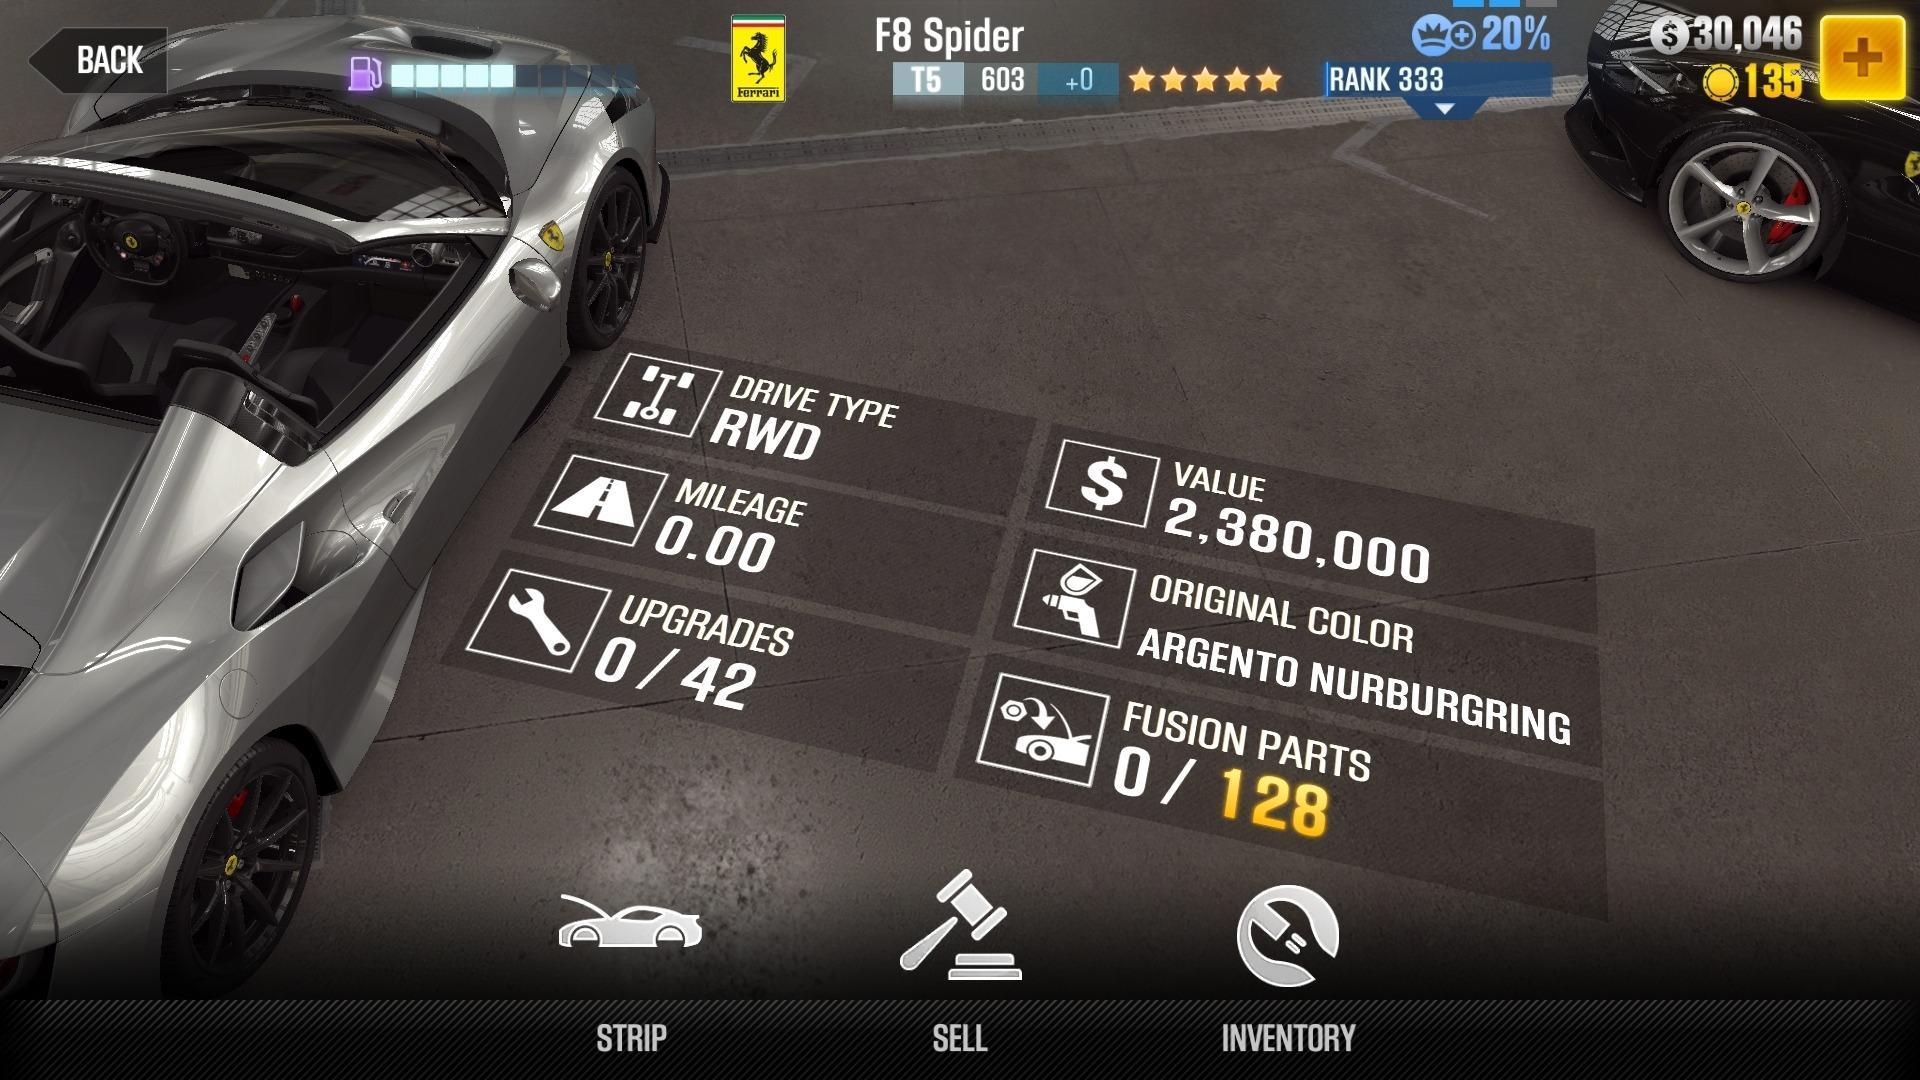 BACK
Ferrari
F8 Spider
T5 603 +0
20%
RANK 333
30,046
135
DRIVE TYPE
RWD
MILEAGE
0.00
UPGRADES
0 / 42
VALUE
2,380,000
ORIGINAL COLOR
ARGENTO NURBURGRING
FUSION PARTS
0 / 128
STRIP
SELL
INVENTORY